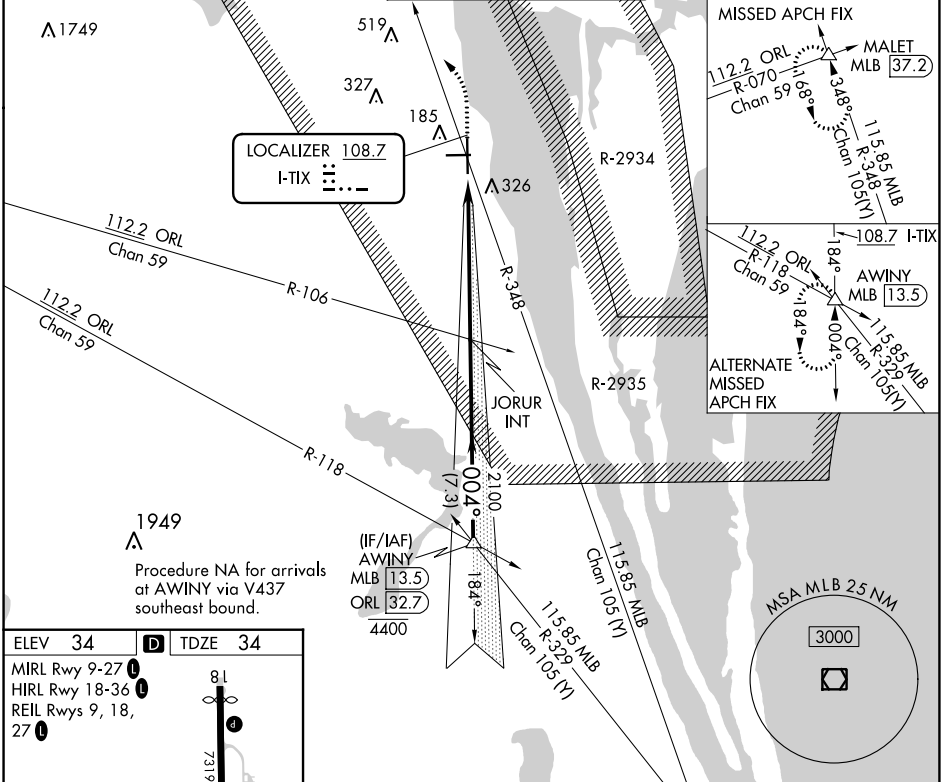 1749
519
327
185
LOCALIZER 108.7
I-TIX
326
R-2934
112.2 ORL
Chan 59
R-106
R-348
112.2 ORL
Chan 59
R-118
JORUR
INT
R-2935
2100
004°
(7.3)
184°
(IF/IAF)
AWINY
MLB 13.5
ORL 32.7
4400
1949
Procedure NA for arrivals
at AWINY via V437
southeast bound.
115.85 MLB
Chan 105 (Y)
115.85 MLB
R-329
Chan 105 (Y)
MISSED APCH FIX
112.2 ORL
R-070
Chan 59
MALET
MLB 37.2
168°
348°
115.85 MLB
R-348
Chan 105(Y)
108.7 I-TIX
112.2 ORL
R-118
Chan 59
184°
AWINY
MLB 13.5
184°
004°
115.85 MLB
R-329
Chan 105(Y)
ALTERNATE
MISSED
APCH FIX
MSA MLB 25 NM
3000
ELEV 34 D TDZE 34
MIRL Rwy 9-27 L
HIRL Rwy 18-36 L
REIL Rwys 9, 18,
27 L
18
P
7319